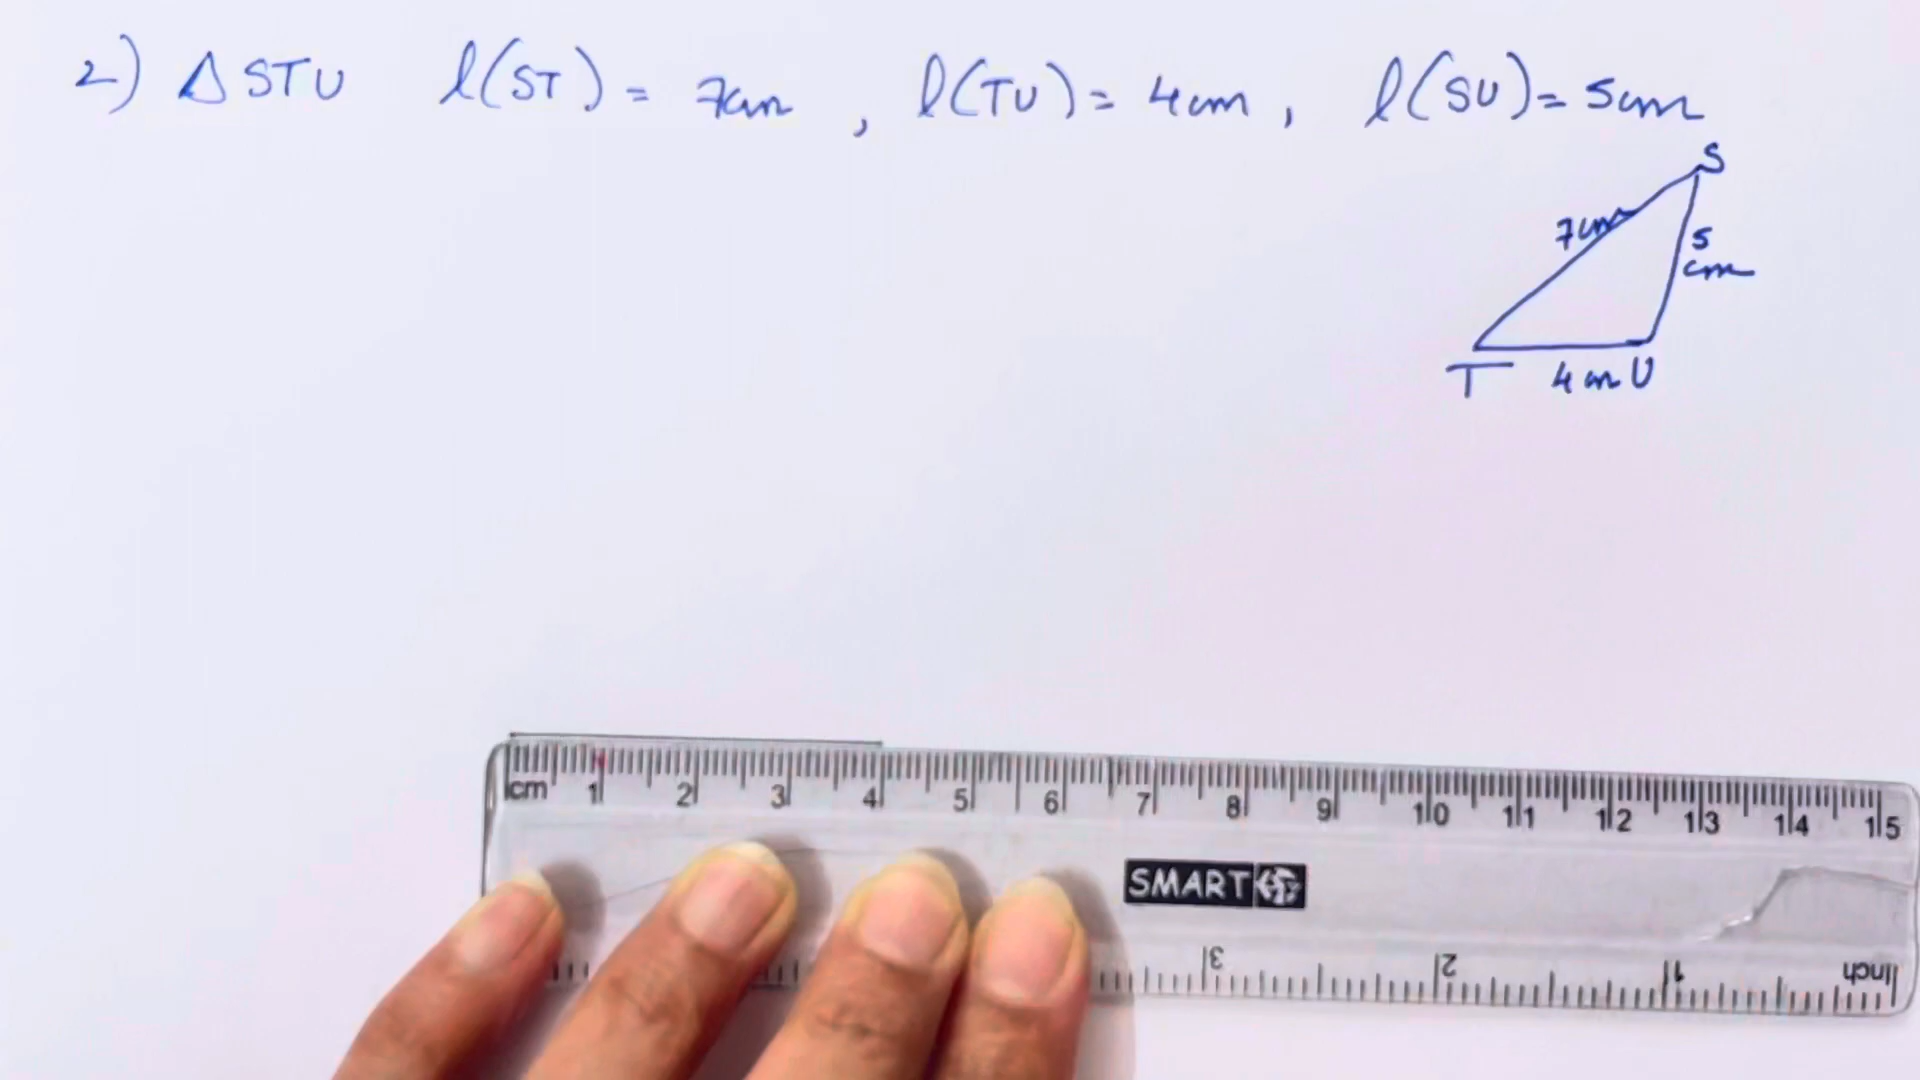 2) Δ STU l(ST) = 7cm , l(TU) = 4cm , l(SU) = 5cm
S
7cm
5
cm
T 4cm U
cm 1 2 3 4 5 6 7 8 9 10 11 12 13 14 15
SMART
3 2 1 Inch